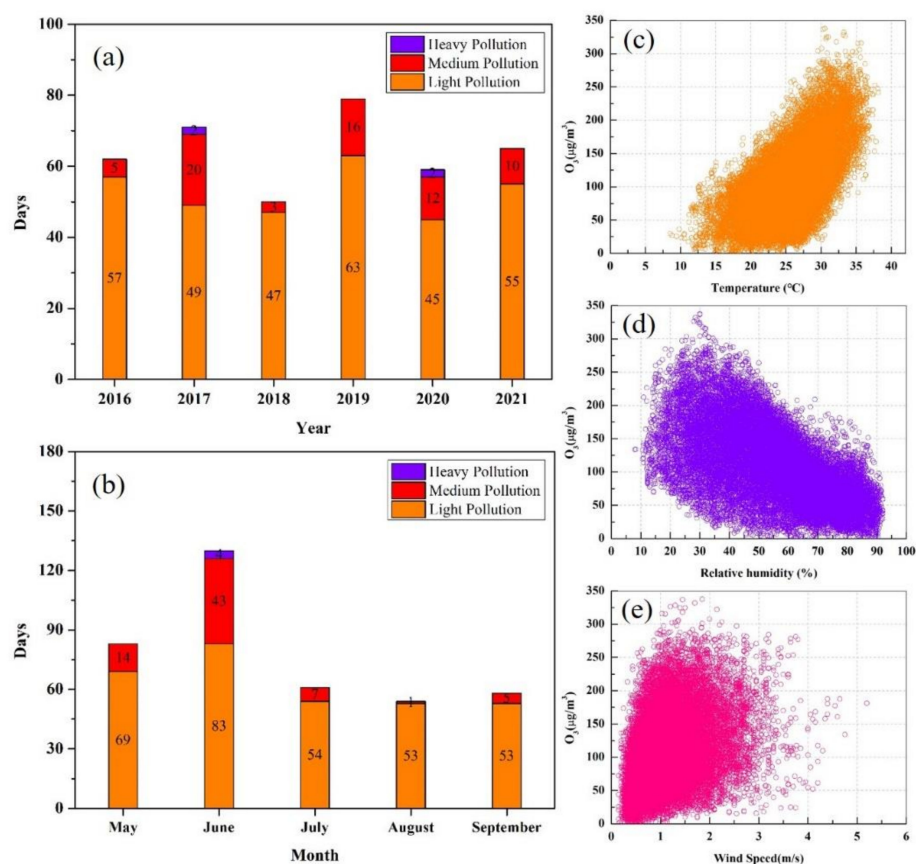 (a)
Heavy Pollution
Medium Pollution
Light Pollution
Days
100
80
60
40
20
0
5
57
2
20
49
3
47
16
63
2
12
45
10
55
2016 2017 2018 2019 2020 2021
Year
(b)
Heavy Pollution
Medium Pollution
Light Pollution
Days
180
150
120
90
60
30
0
14
69
4
43
83
7
54
1
53
5
53
May June July August September
Month
(c)
O3(μg/m3)
350
300
250
200
150
100
50
0
0 5 10 15 20 25 30 35 40
Temperature (°C)
(d)
O3(μg/m3)
350
300
250
200
150
100
50
0
0 10 20 30 40 50 60 70 80 90 100
Relative humidity (%)
(e)
O3(μg/m3)
350
300
250
200
150
100
50
0
0 1 2 3 4 5 6
Wind Speed(m/s)